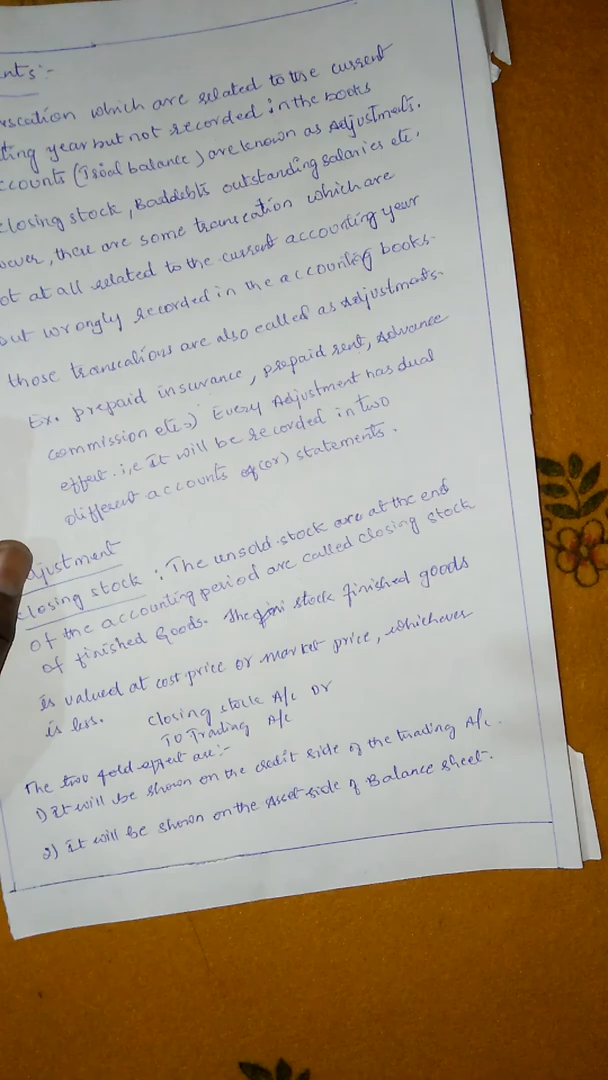 nts:-
scation which are related to the current
ting year but not recorded in the books
ccounts (Trial balance) are known as Adjustments.
closing stock, Baddebts outstanding salaries etc.
wever, there are some transcation which are
ot at all related to the current accounting year
but wrongly recorded in the accounting books.
those transcations are also called as Adjustments.
Ex. prepaid insurance, prepaid rent, Advance
commission etc.) Every Adjustment has dual
effect. i,e it will be recorded in two
different accounts (or) statements.
djustment
closing stock : The unsold stock are at the end
of the accounting period are called closing stock
of finished Goods. The stock finished goods
is valued at cost price or market price, whichever
is less.
closing stock A/c Dr
To Trading A/c
The two fold effect are:-
1) it will be shown on the credit side of the trading A/c.
2) it will be shown on the Asset side of Balance sheet.